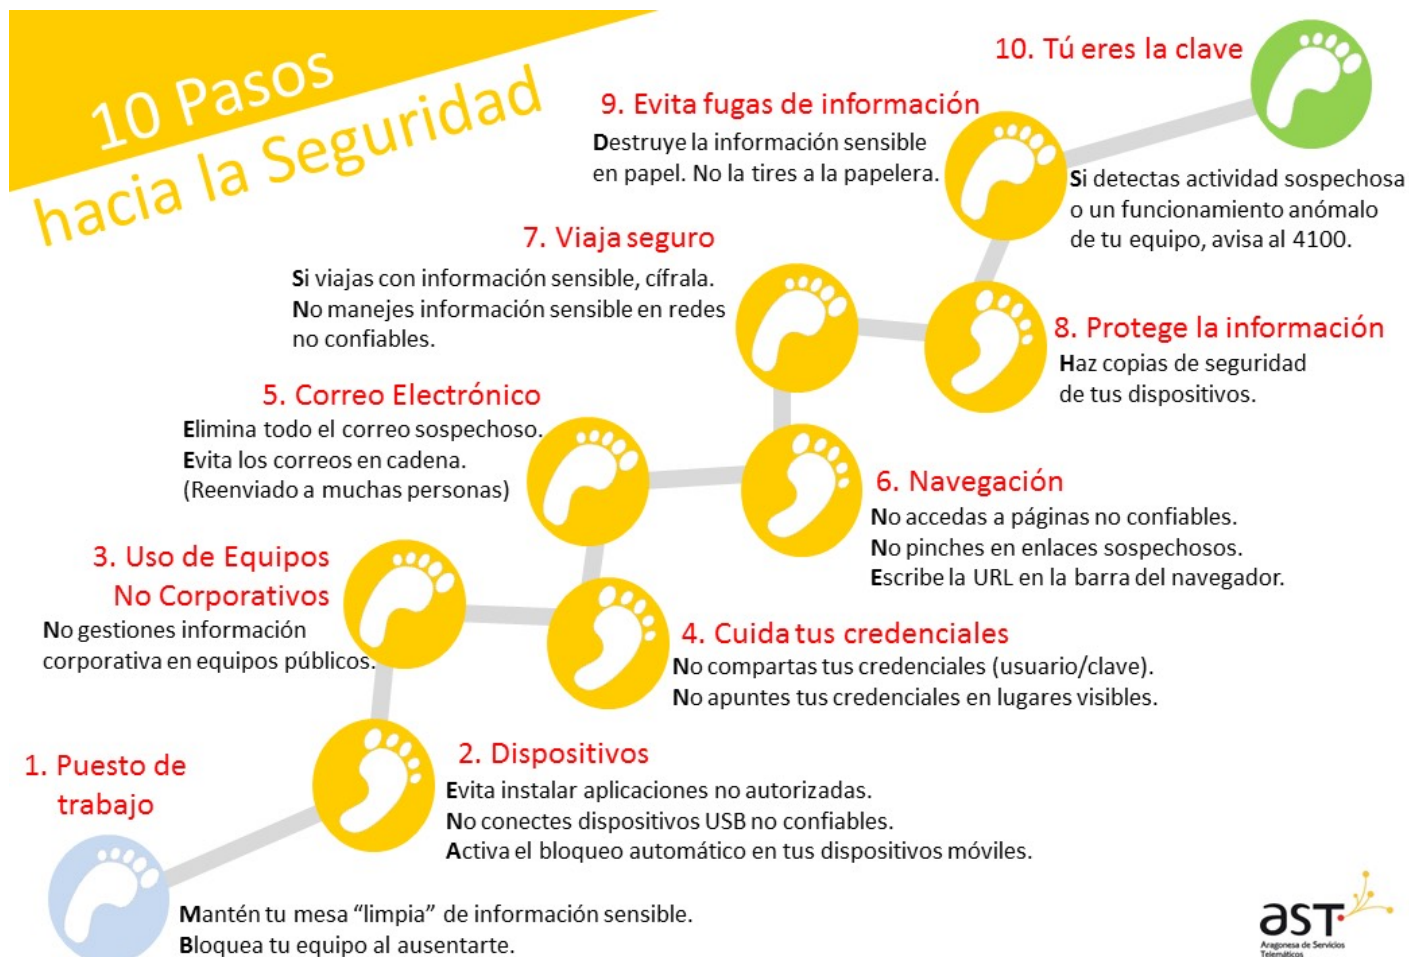 10 Pasos
hacia la Seguridad
1. Puesto de
trabajo
Mantén tu mesa “limpia” de información sensible.
Bloquea tu equipo al ausentarte.
2. Dispositivos
Evita instalar aplicaciones no autorizadas.
No conectes dispositivos USB no confiables.
Activa el bloqueo automático en tus dispositivos móviles.
3. Uso de Equipos
No Corporativos
No gestiones información
corporativa en equipos públicos.
4. Cuida tus credenciales
No compartas tus credenciales (usuario/clave).
No apuntes tus credenciales en lugares visibles.
5. Correo Electrónico
Elimina todo el correo sospechoso.
Evita los correos en cadena.
(Reenviado a muchas personas)
6. Navegación
No accedas a páginas no confiables.
No pinches en enlaces sospechosos.
Escribe la URL en la barra del navegador.
7. Viaja seguro
Si viajas con información sensible, cífrala.
No manejes información sensible en redes
no confiables.
8. Protege la información
Haz copias de seguridad
de tus dispositivos.
9. Evita fugas de información
Destruye la información sensible
en papel. No la tires a la papelera.
10. Tú eres la clave
Si detectas actividad sospechosa
o un funcionamiento anómalo
de tu equipo, avisa al 4100.
aST
Aragonesa de Servicios
Telemáticos